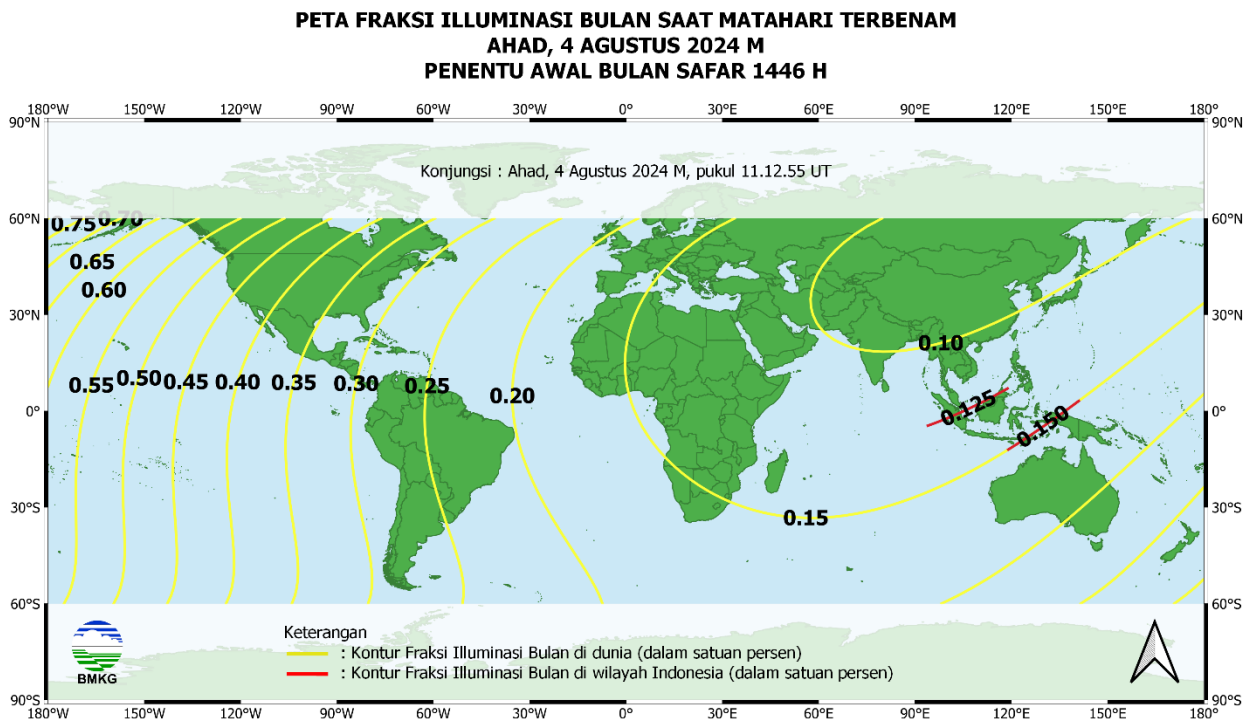 PETA FRAKSI ILLUMINASI BULAN SAAT MATAHARI TERBENAM
AHAD, 4 AGUSTUS 2024 M
PENENTU AWAL BULAN SAFAR 1446 H
180°W 150°W 120°W 90°W 60°W 30°W 0° 30°E 60°E 90°E 120°E 150°E 180°
90°N 90°N
Konjungsi : Ahad, 4 Agustus 2024 M, pukul 11.12.55 UT
60°N 0.75 0.70 60°N
0.65
0.60
30°N 30°N
0.10
0.55 0.50 0.45 0.40 0.35 0.30 0.25 0.20
0° 0.125 0.150 0°
30°S 0.15 30°S
60°S 60°S
Keterangan
: Kontur Fraksi Illuminasi Bulan di dunia (dalam satuan persen)
: Kontur Fraksi Illuminasi Bulan di wilayah Indonesia (dalam satuan persen)
BMKG
90°S 90°S
180°W 150°W 120°W 90°W 60°W 30°W 0° 30°E 60°E 90°E 120°E 150°E 180°